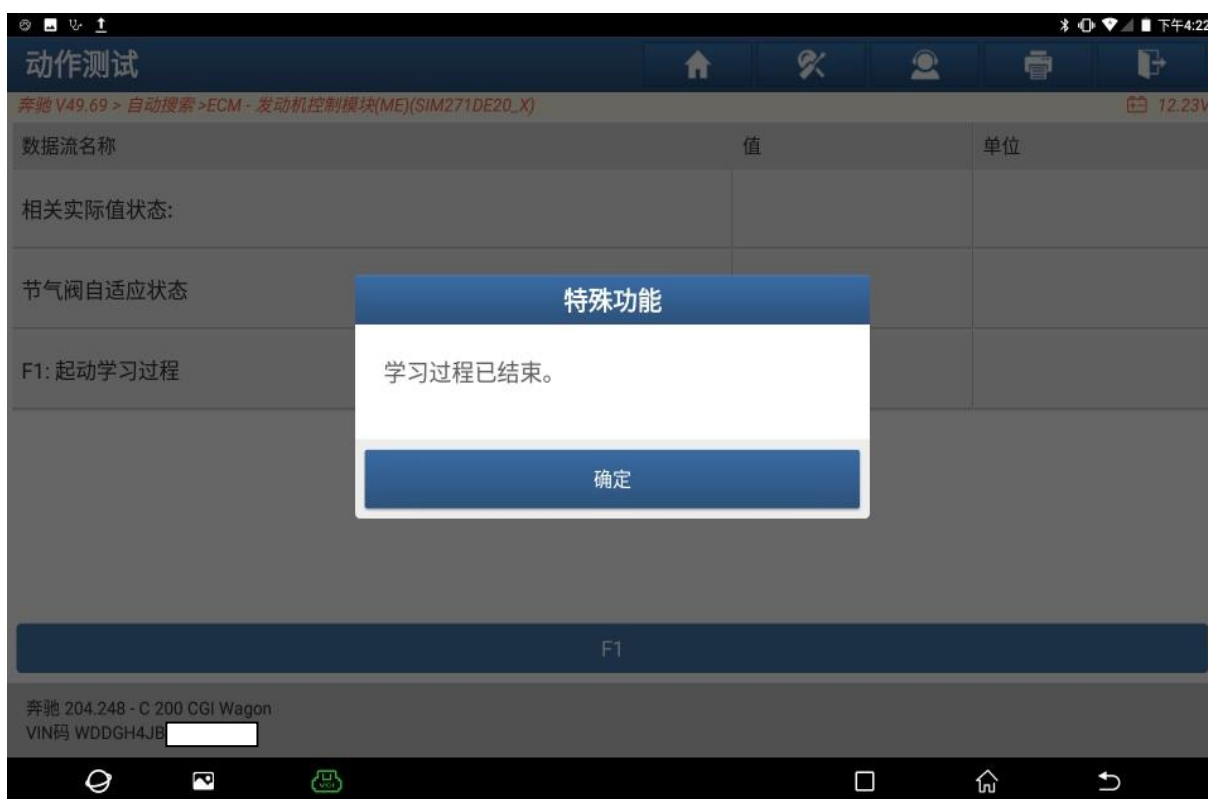 下午4:22
动作测试
奔驰 V49.69 > 自动搜索 >ECM - 发动机控制模块(ME)(SIM271DE20_X)
12.23V
数据流名称 值 单位
相关实际值状态:
节气阀自适应状态
F1: 起动学习过程
特殊功能
学习过程已结束。
确定
F1
奔驰 204.248 - C 200 CGI Wagon
VIN码 WDDGH4JB
VCI